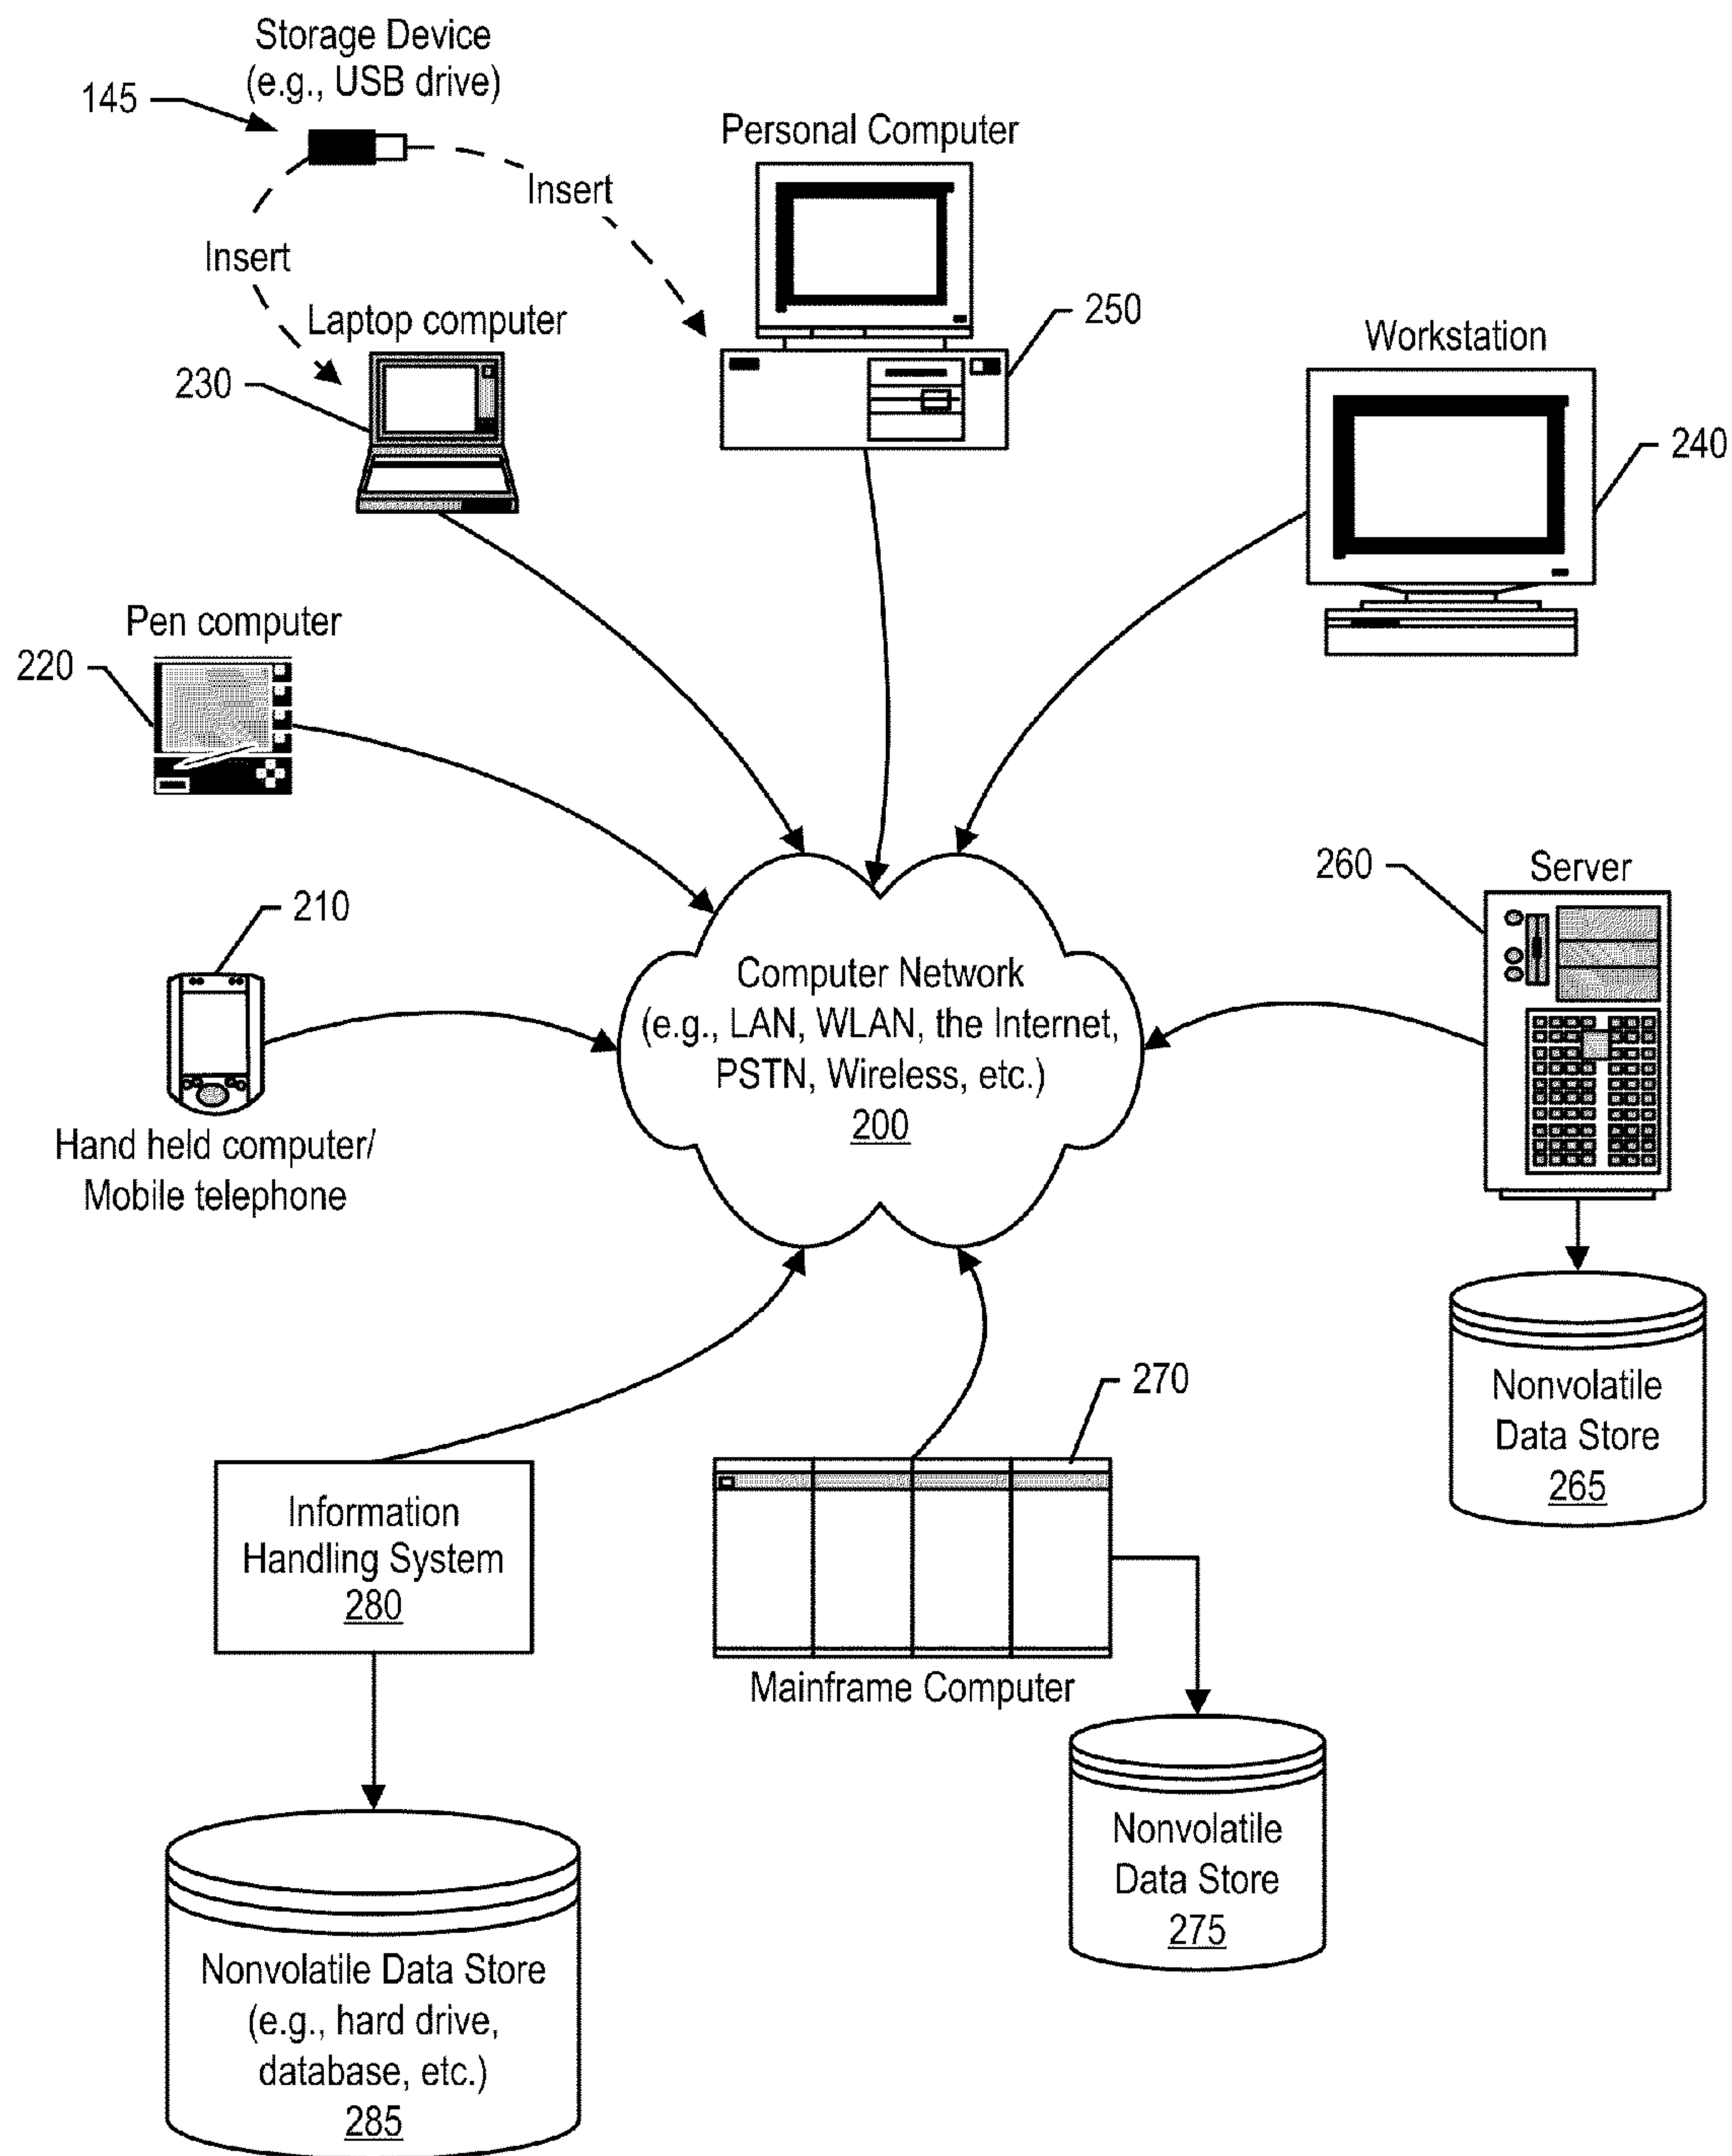 Storage Device
(e.g., USB drive)
145
Personal Computer
Insert
Insert
Laptop computer
250
Workstation
230
240
Pen computer
220
260
Server
210
Computer Network
(e.g., LAN, WLAN, the Internet,
PSTN, Wireless, etc.)
200
Hand held computer/
Mobile telephone
270
Nonvolatile
Data Store
265
Information
Handling System
280
Mainframe Computer
Nonvolatile
Data Store
275
Nonvolatile Data Store
(e.g., hard drive,
database, etc.)
285